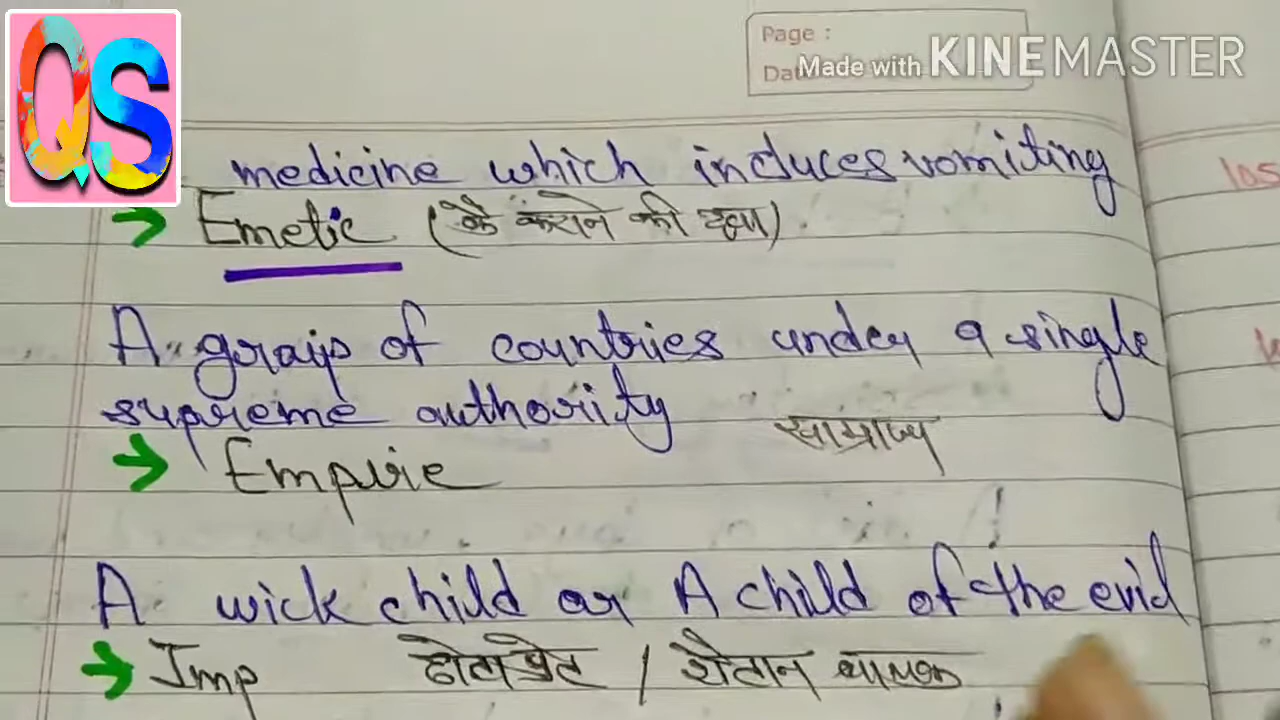 QS
Page :
Made with KINEMASTER
medicine which induces vomiting
→ Emetic (कै कराने की दवा)
A group of countries under a single
supreme authority
साम्राज्य
→ Empire
A wick child or A child of the
→ Imp छोटा प्रेत / शैतान बालक